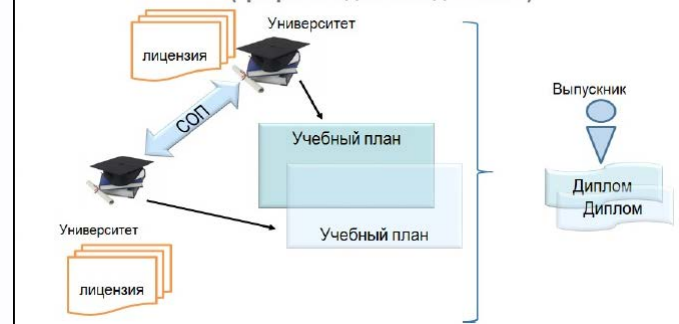 Университет
лицензия
СОП
Учебный план
Выпускник
Диплом
Диплом
Учебный план
Университет
лицензия